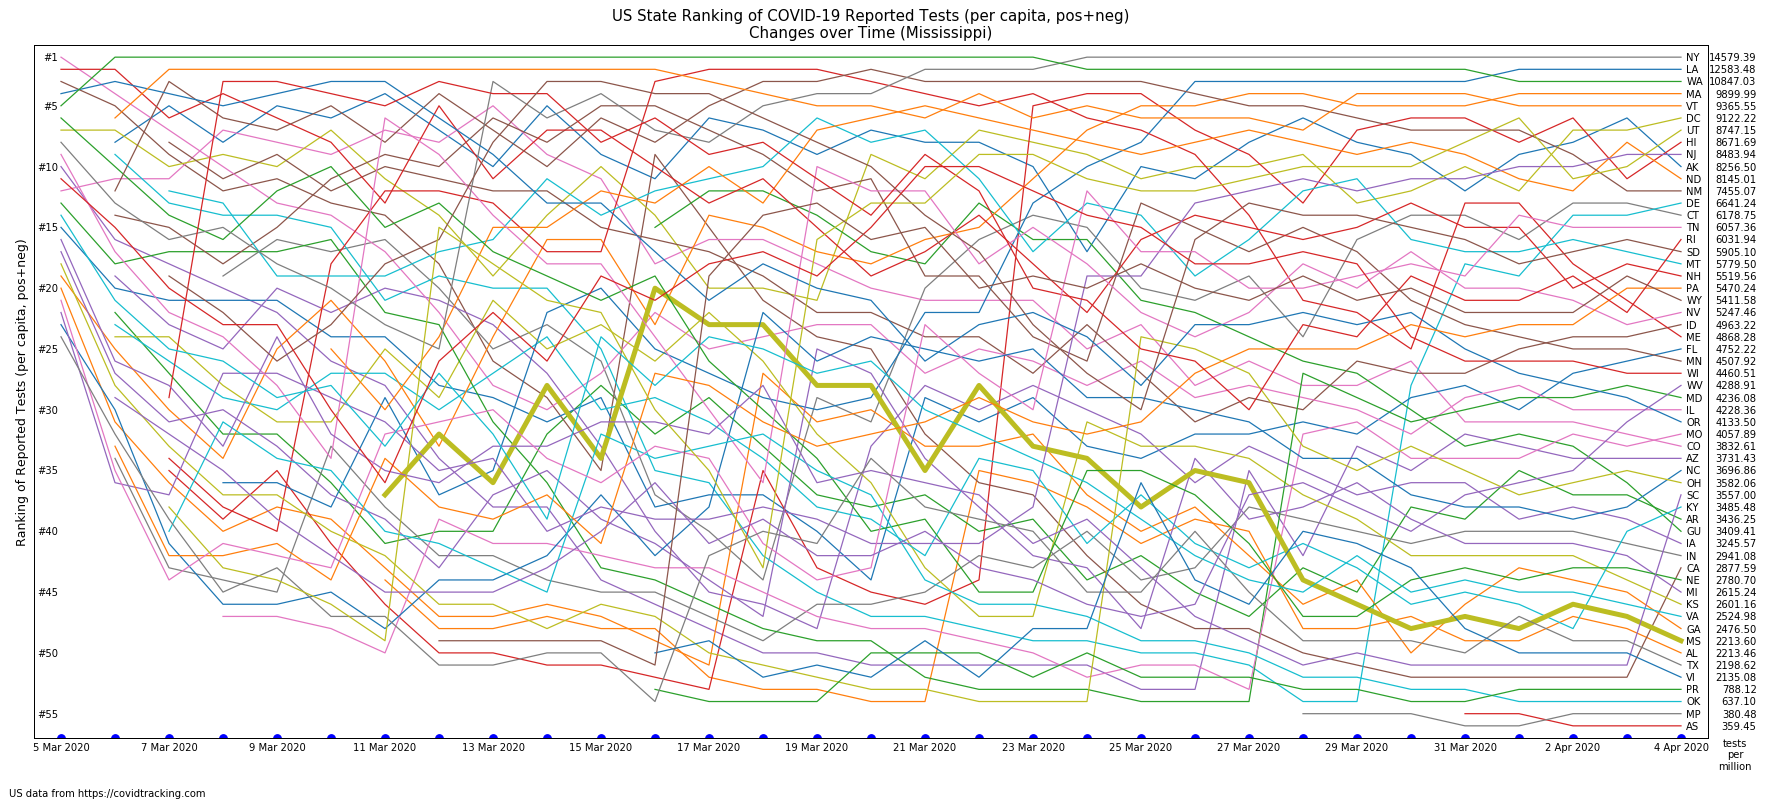 US State Ranking of COVID-19 Reported Tests (per capita, pos+neg)
Changes over Time (Mississippi)
Ranking of Reported Tests (per capita, pos+neg)
#1
#5
#10
#15
#20
#25
#30
#35
#40
#45
#50
#55
NY 14579.39
LA 12583.48
WA 10847.03
MA 9899.99
VT 9365.55
DC 9122.22
UT 8747.15
HI 8671.69
NJ 8483.94
AK 8256.50
ND 8145.01
NM 7455.07
DE 6641.24
CT 6178.75
TN 6057.36
RI 6031.94
SD 5905.10
MT 5779.50
NH 5519.56
PA 5470.24
WY 5411.58
NV 5247.46
ID 4963.22
ME 4868.28
FL 4752.22
MN 4507.92
WI 4460.51
WV 4288.91
MD 4236.08
IL 4228.36
OR 4133.50
MO 4057.89
CO 3832.61
AZ 3731.43
NC 3696.86
OH 3582.06
SC 3557.00
KY 3485.48
AR 3436.25
GU 3409.41
IA 3245.57
IN 2941.08
CA 2877.59
NE 2780.70
MI 2615.24
KS 2601.16
VA 2524.98
GA 2476.50
MS 2213.60
AL 2213.46
TX 2198.62
VI 2135.08
PR 788.12
OK 637.10
MP 380.48
AS 359.45
5 Mar 2020 7 Mar 2020 9 Mar 2020 11 Mar 2020 13 Mar 2020 15 Mar 2020 17 Mar 2020 19 Mar 2020 21 Mar 2020 23 Mar 2020 25 Mar 2020 27 Mar 2020 29 Mar 2020 31 Mar 2020 2 Apr 2020 4 Apr 2020
tests
per
million
US data from https://covidtracking.com